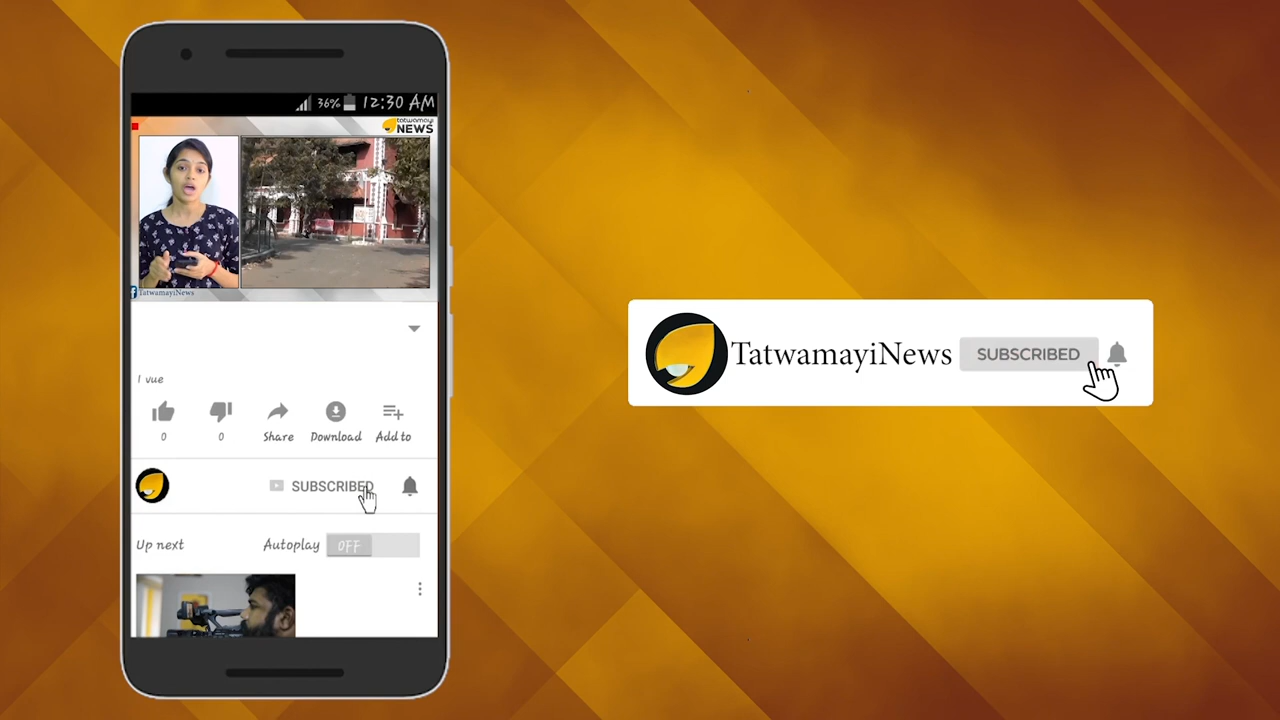 36% 12:30 AM
tatwamayi
NEWS
f TatwamayiNews
1 vue
0 0 Share Download Add to
SUBSCRIBED
Up next Autoplay OFF
TatwamayiNews SUBSCRIBED